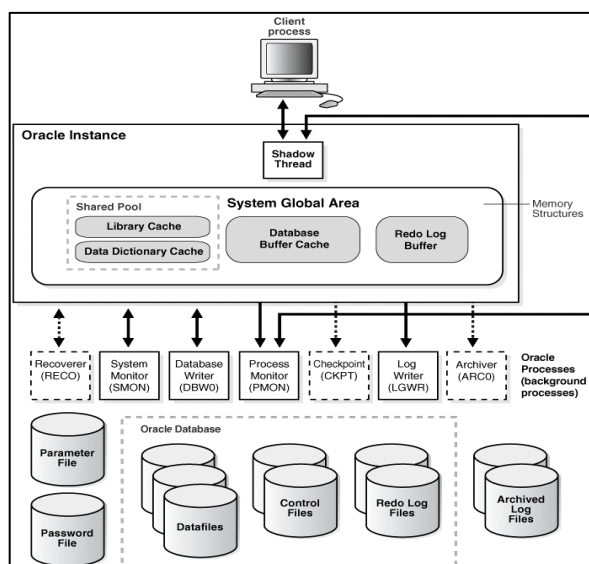 Client
process
Oracle Instance
Shadow
Thread
System Global Area
Memory
Structures
Shared Pool
Library Cache
Data Dictionary Cache
Database
Buffer Cache
Redo Log
Buffer
Recoverer
(RECO)
System
Monitor
(SMON)
Database
Writer
(DBW0)
Process
Monitor
(PMON)
Checkpoint
(CKPT)
Log
Writer
(LGWR)
Archiver
(ARC0)
Oracle
Processes
(background
processes)
Parameter
File
Password
File
Oracle Database
Datafiles
Control
Files
Redo Log
Files
Archived
Log Files